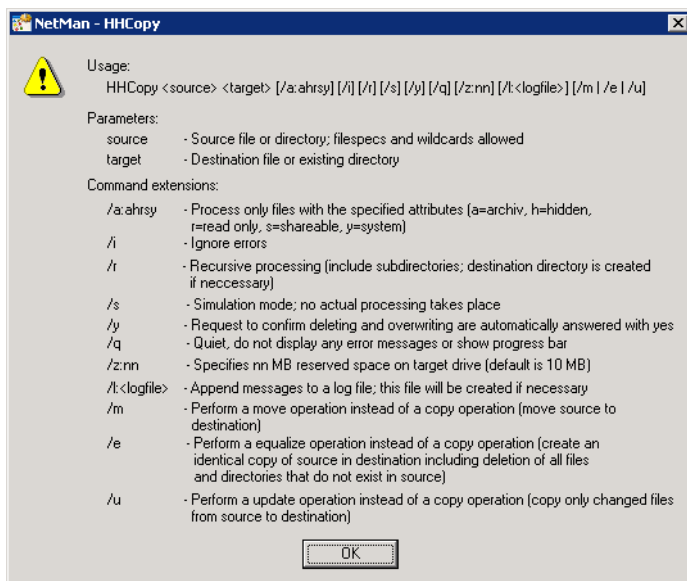 NetMan - HHCopy
Usage:
HHCopy <source> <target> [/a:ahrsy] [/i] [/r] [/s] [/y] [/q] [/z:nn] [/l:<logfile>] [/m | /e | /u]
Parameters:
source - Source file or directory; filespecs and wildcards allowed
target - Destination file or existing directory
Command extensions:
/a:ahrsy - Process only files with the specified attributes (a=archiv, h=hidden,
r=read only, s=shareable, y=system)
/i - Ignore errors
/r - Recursive processing (include subdirectories; destination directory is created
if neccessary)
/s - Simulation mode; no actual processing takes place
/y - Request to confirm deleting and overwriting are automatically answered with yes
/q - Quiet, do not display any error messages or show progress bar
/z:nn - Specifies nn MB reserved space on target drive (default is 10 MB)
/l:<logfile> - Append messages to a log file; this file will be created if necessary
/m - Perform a move operation instead of a copy operation (move source to
destination)
/e - Perform a equalize operation instead of a copy operation (create an
identical copy of source in destination including deletion of all files
and directories that do not exist in source)
/u - Perform a update operation instead of a copy operation (copy only changed files
from source to destination)
OK